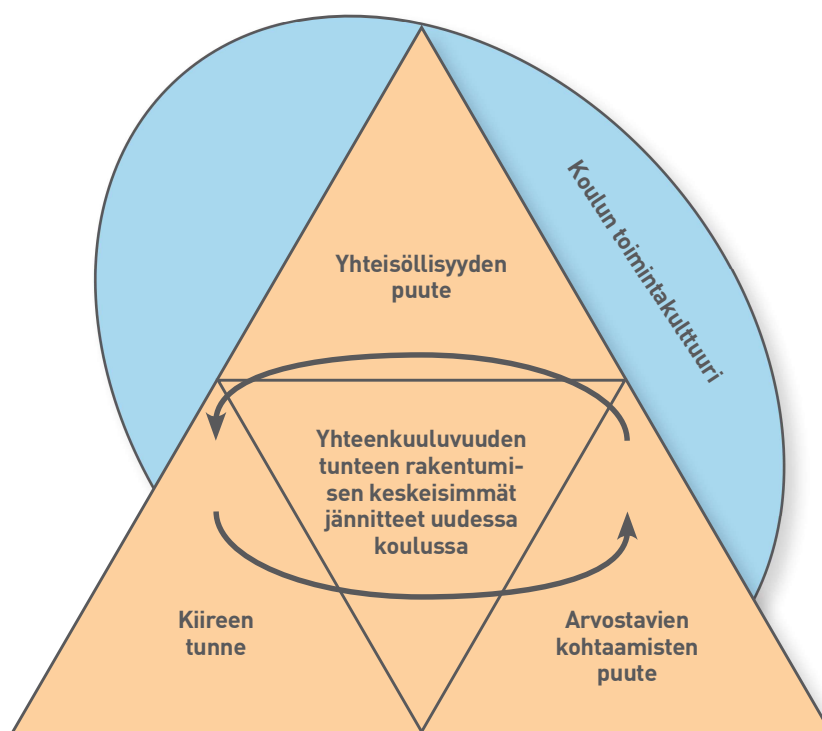 Koulun toimintakulttuuri
Yhteisöllisyyden
puute
Yhteenkuuluvuuden
tunteen rakentumi-
sen keskeisimmät
jännitteet uudessa
koulussa
Kiireen
tunne
Arvostavien
kohtaamisten
puute